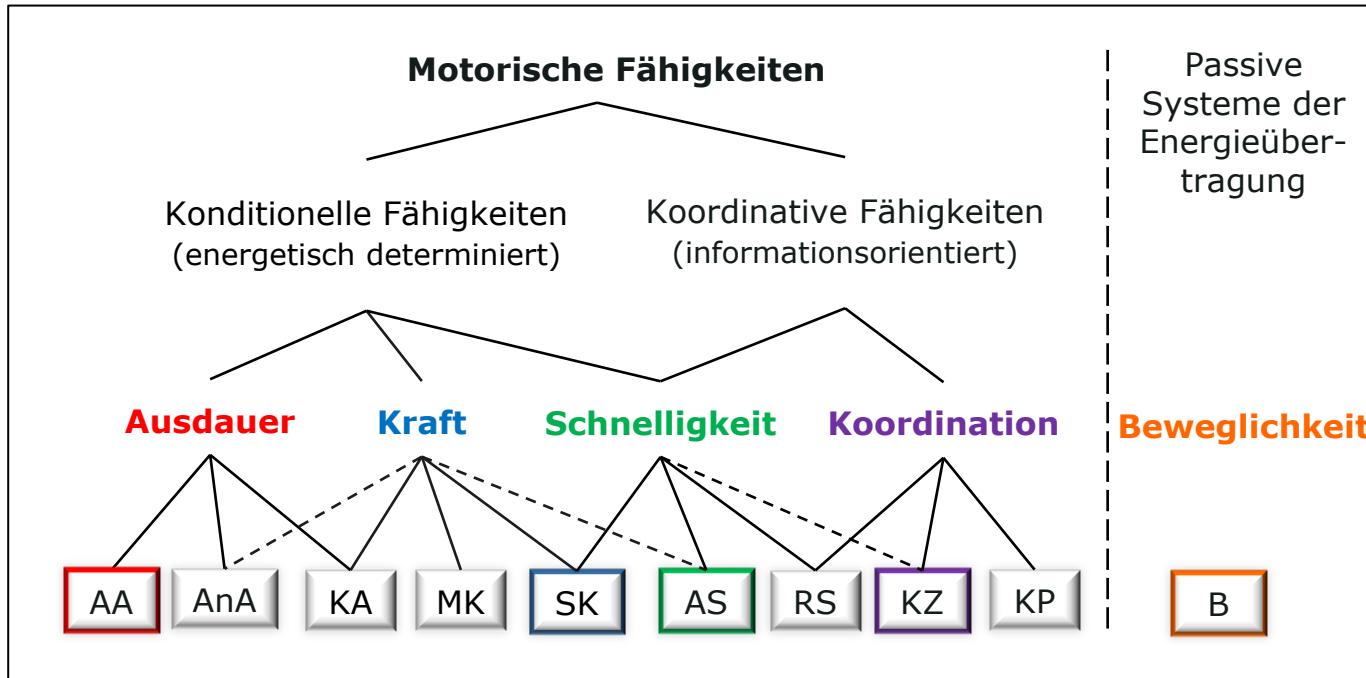 Motorische Fähigkeiten
Passive
Systeme der
Energieüber-
tragung
Konditionelle Fähigkeiten
(energetisch determiniert)
Koordinative Fähigkeiten
(informationsorientiert)
Ausdauer
Kraft
Schnelligkeit
Koordination
Beweglichkeit
AA
AnA
KA
MK
SK
AS
RS
KZ
KP
B